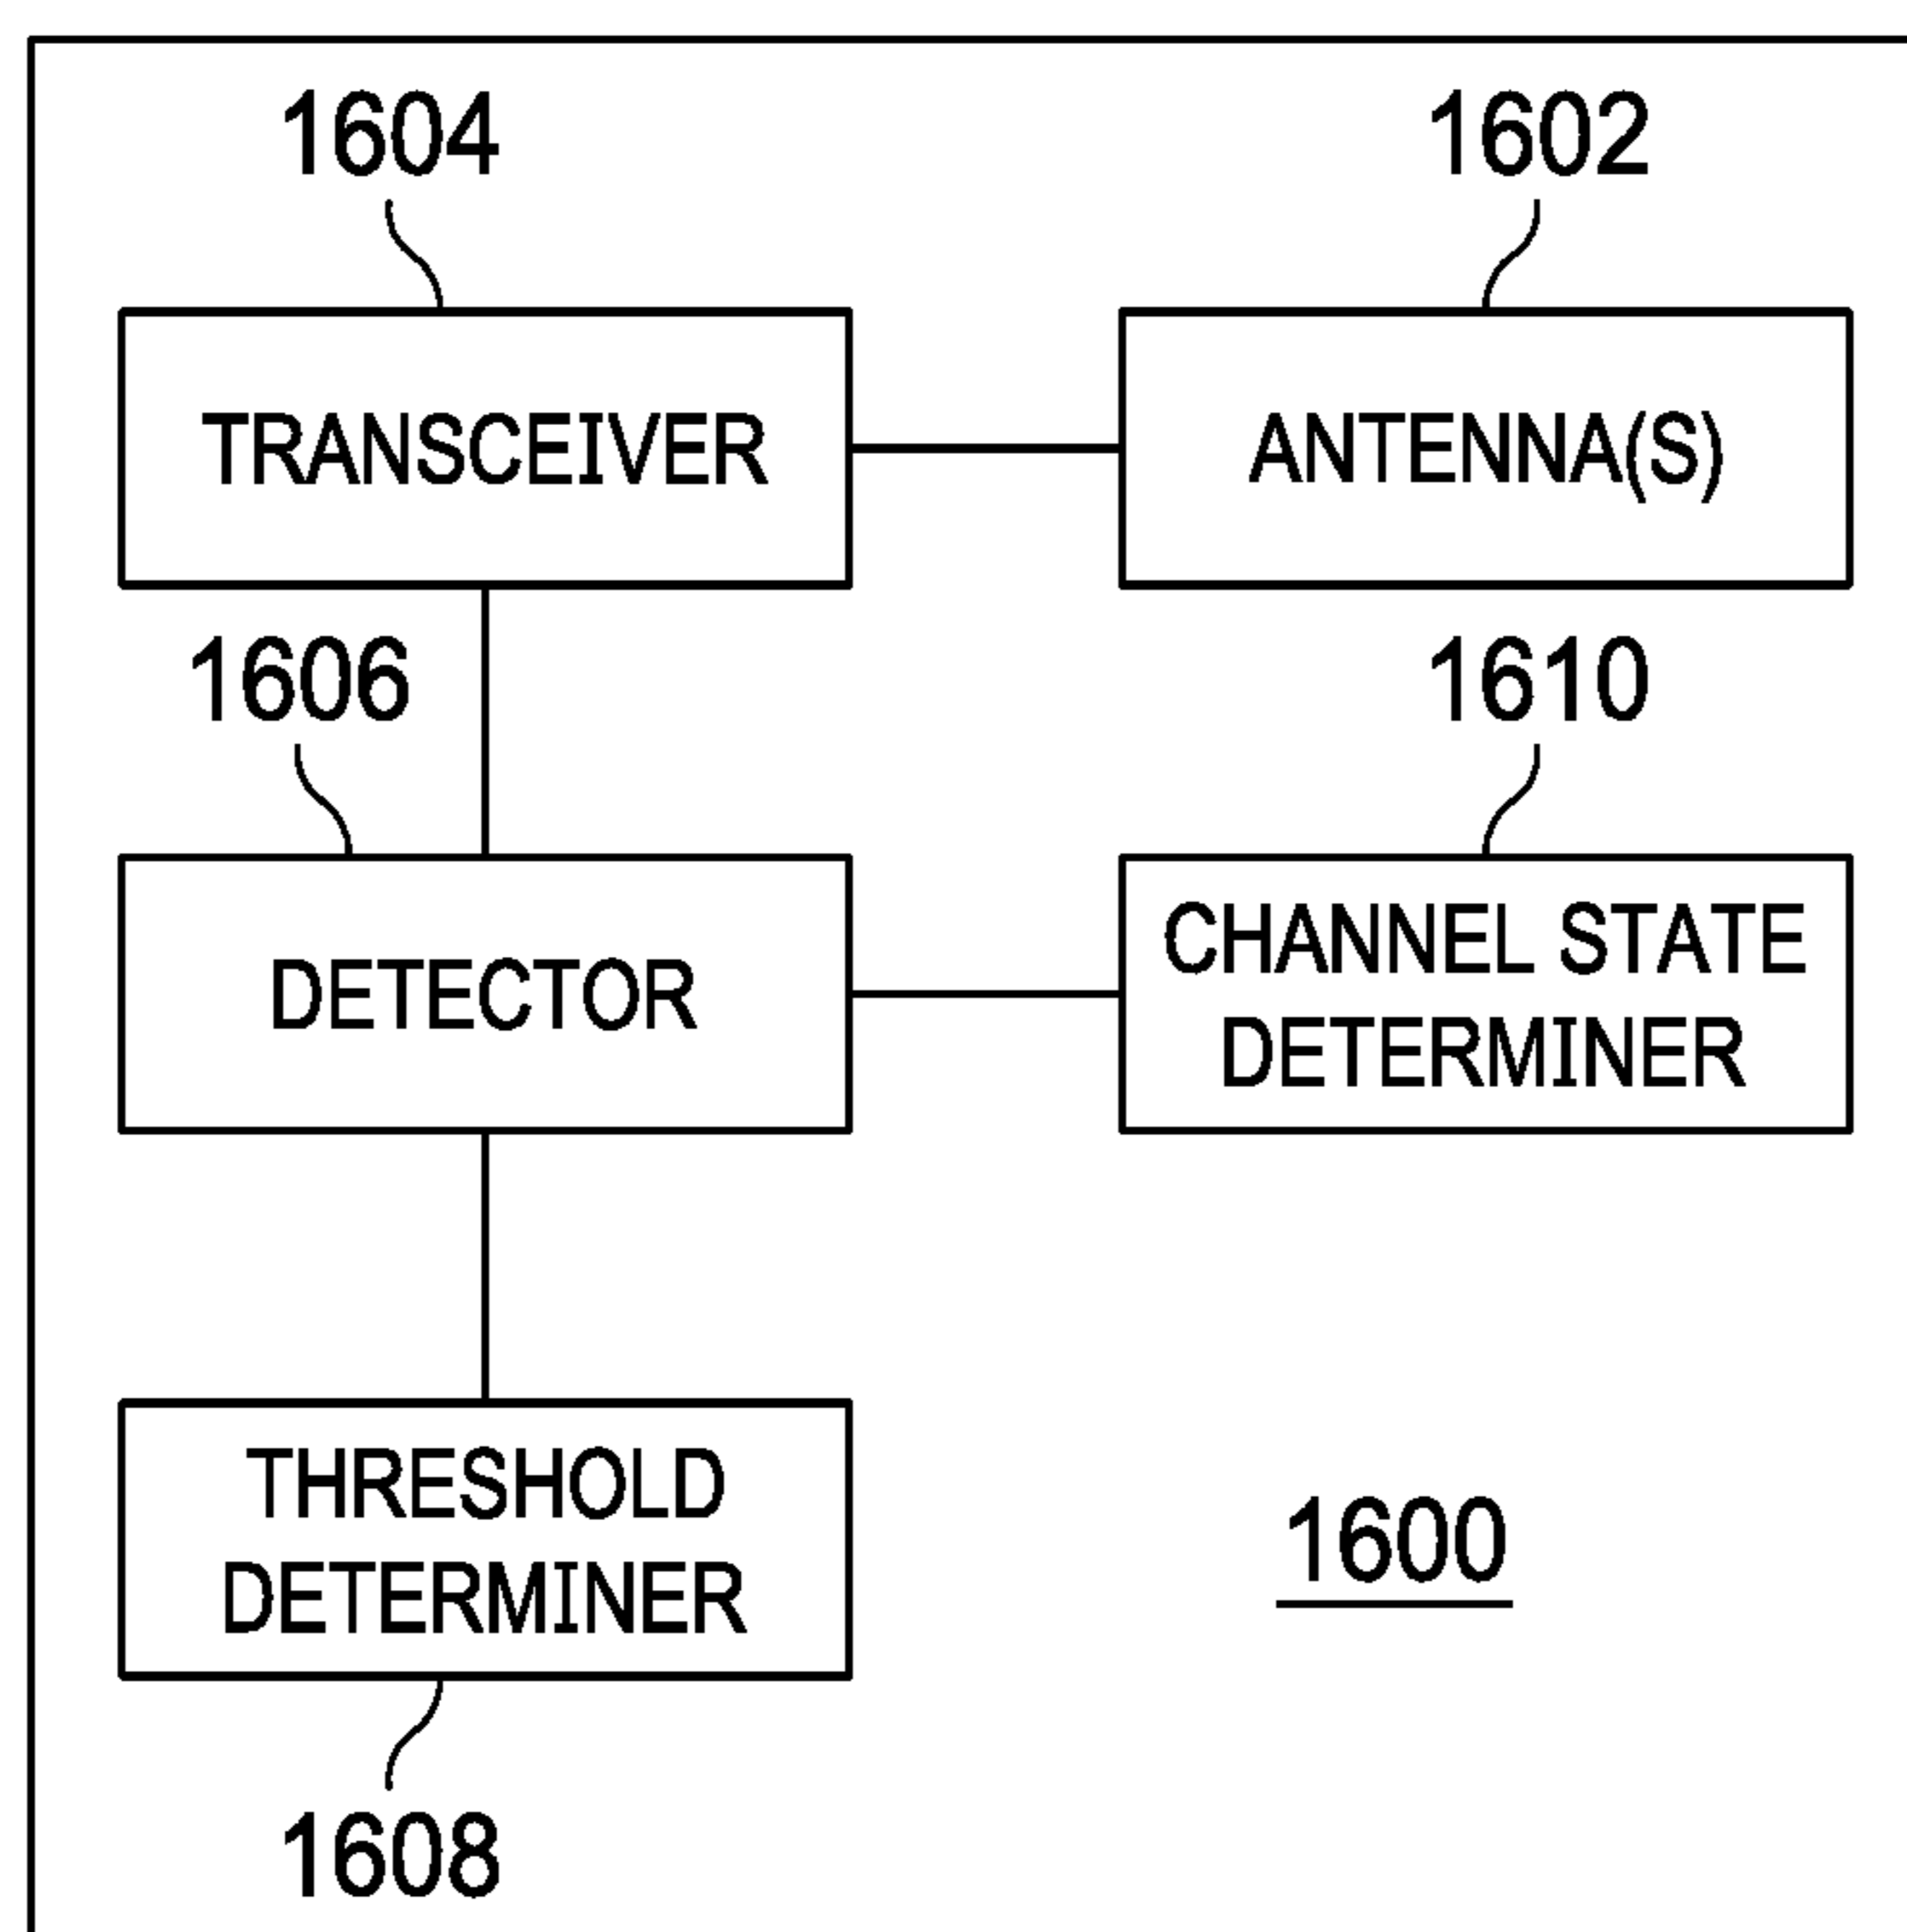 1604
1602
TRANSCEIVER
ANTENNA(S)
1606
1610
DETECTOR
CHANNEL STATE
DETERMINER
THRESHOLD
DETERMINER
1600
1608